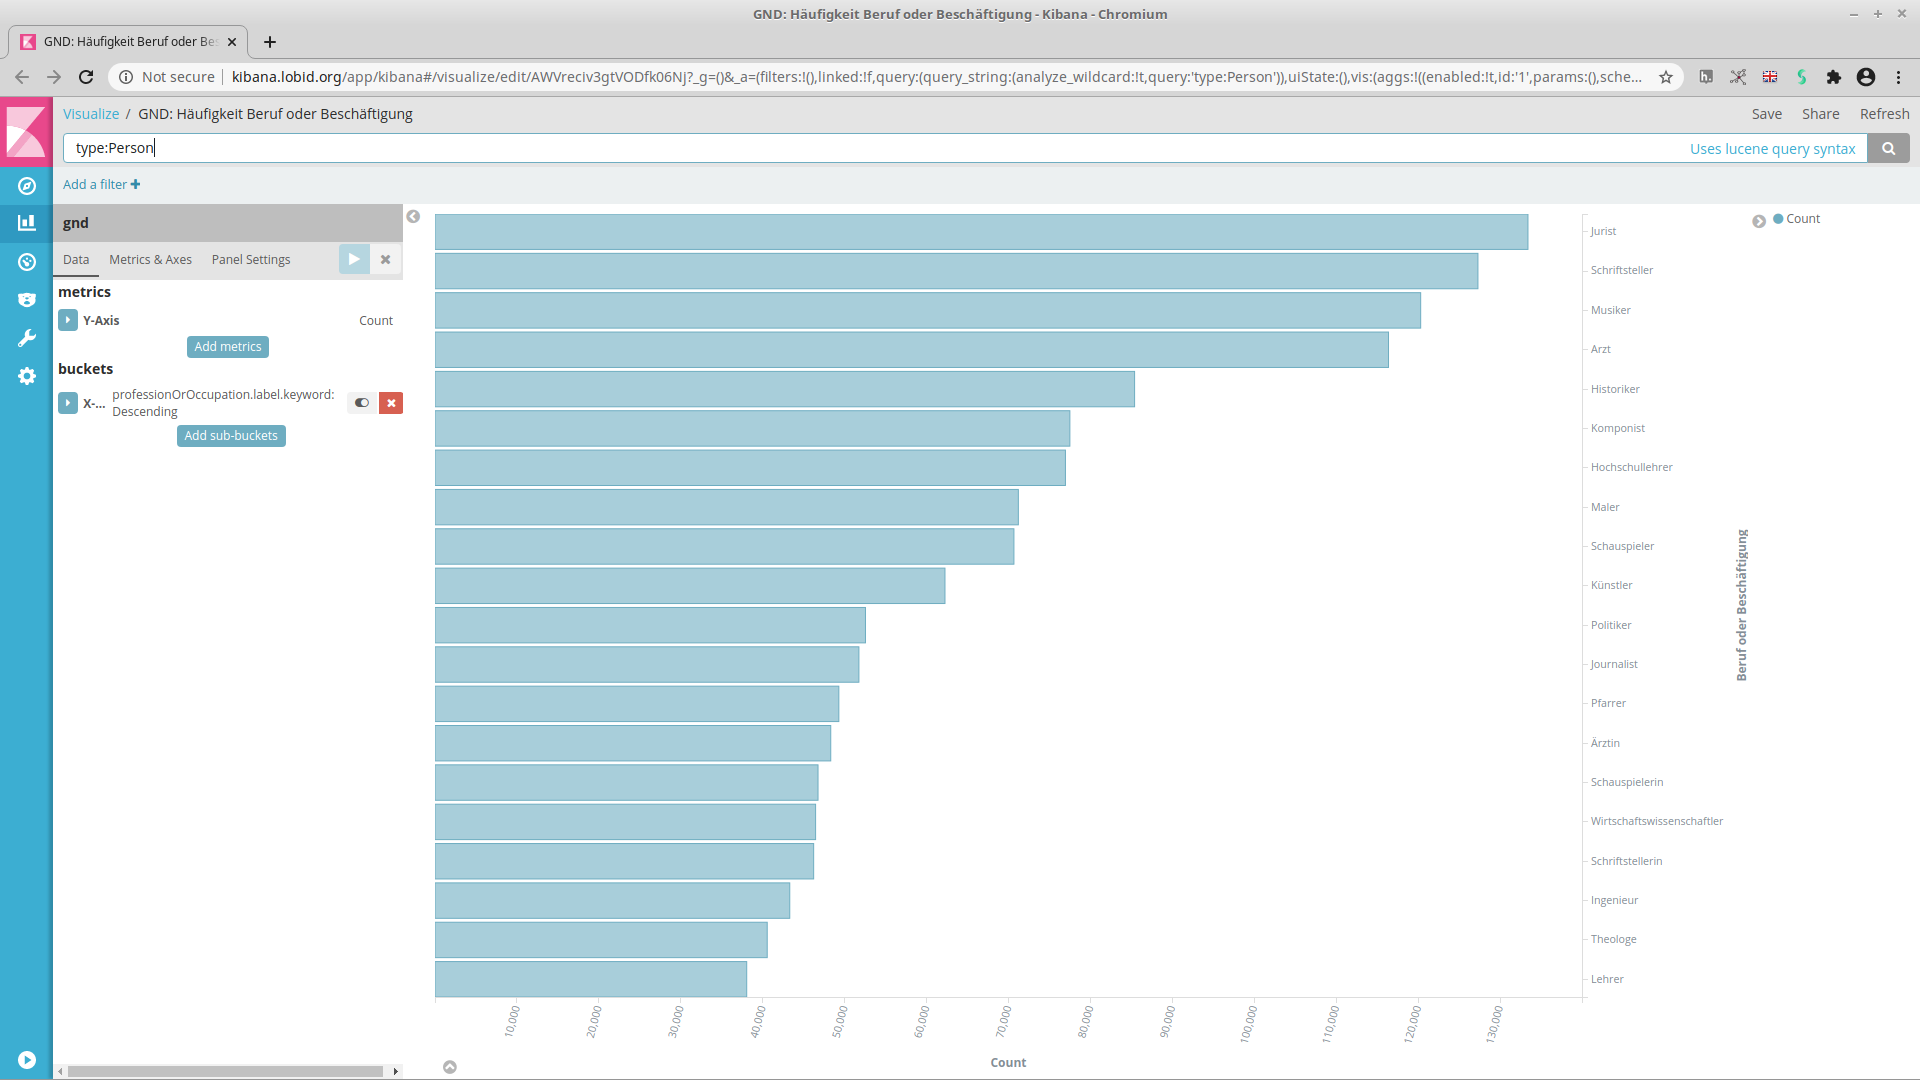 GND: Häufigkeit Beruf oder Beschäftigung - Kibana - Chromium
GND: Häufigkeit Beruf oder Bes
Not secure
kibana.lobid.org/app/kibana#/visualize/edit/AWVreciv3gtVODfk06Nj?_g=()&_a=(filters:!(),linked:!f,query:(query_string:(analyze_wildcard:!t,query:'type:Person')),uiState:(),vis:(aggs:!((enabled:!t,id:'1',params:(),sche...
Visualize / GND: Häufigkeit Beruf oder Beschäftigung
Save Share Refresh
type:Person
Uses lucene query syntax
Add a filter +
gnd
Data Metrics & Axes Panel Settings
metrics
Y-Axis Count
Add metrics
buckets
X-... professionOrOccupation.label.keyword:
Descending
Add sub-buckets
Jurist
Schriftsteller
Musiker
Arzt
Historiker
Komponist
Hochschullehrer
Maler
Schauspieler
Künstler
Politiker
Journalist
Pfarrer
Ärztin
Schauspielerin
Wirtschaftswissenschaftler
Schriftstellerin
Ingenieur
Theologe
Lehrer
Beruf oder Beschäftigung
Count
10,000
20,000
30,000
40,000
50,000
60,000
70,000
80,000
90,000
100,000
110,000
120,000
130,000
Count